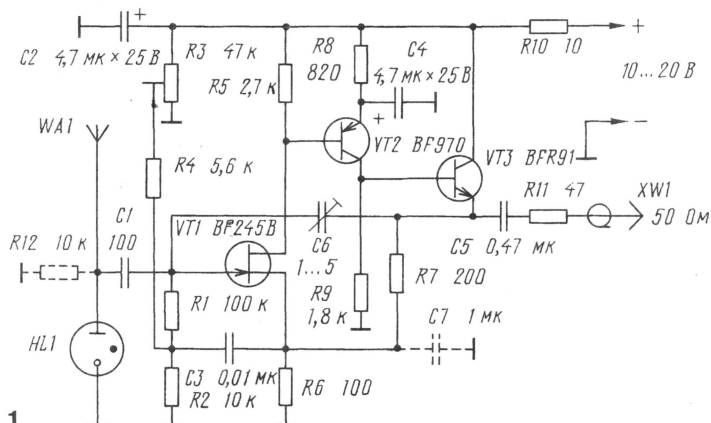 C2 4,7 мк × 25 В
R3 47 к
R5 2,7 к
R8
820
C4
4,7 мк × 25 В
+
R10 10
+
10...20 В
−
WA1
R4 5,6 к
VT2 BF970
VT3 BFR91
R11 47
XW1
50 Ом
C1
100
R12 10 к
VT1 BF245B
C6
1...5
C5 0,47 мк
R7 200
R9
1,8 к
R1 100 к
C7 1 мк
HL1
C3 0,01 мк
R2 10 к
R6 100
+
1